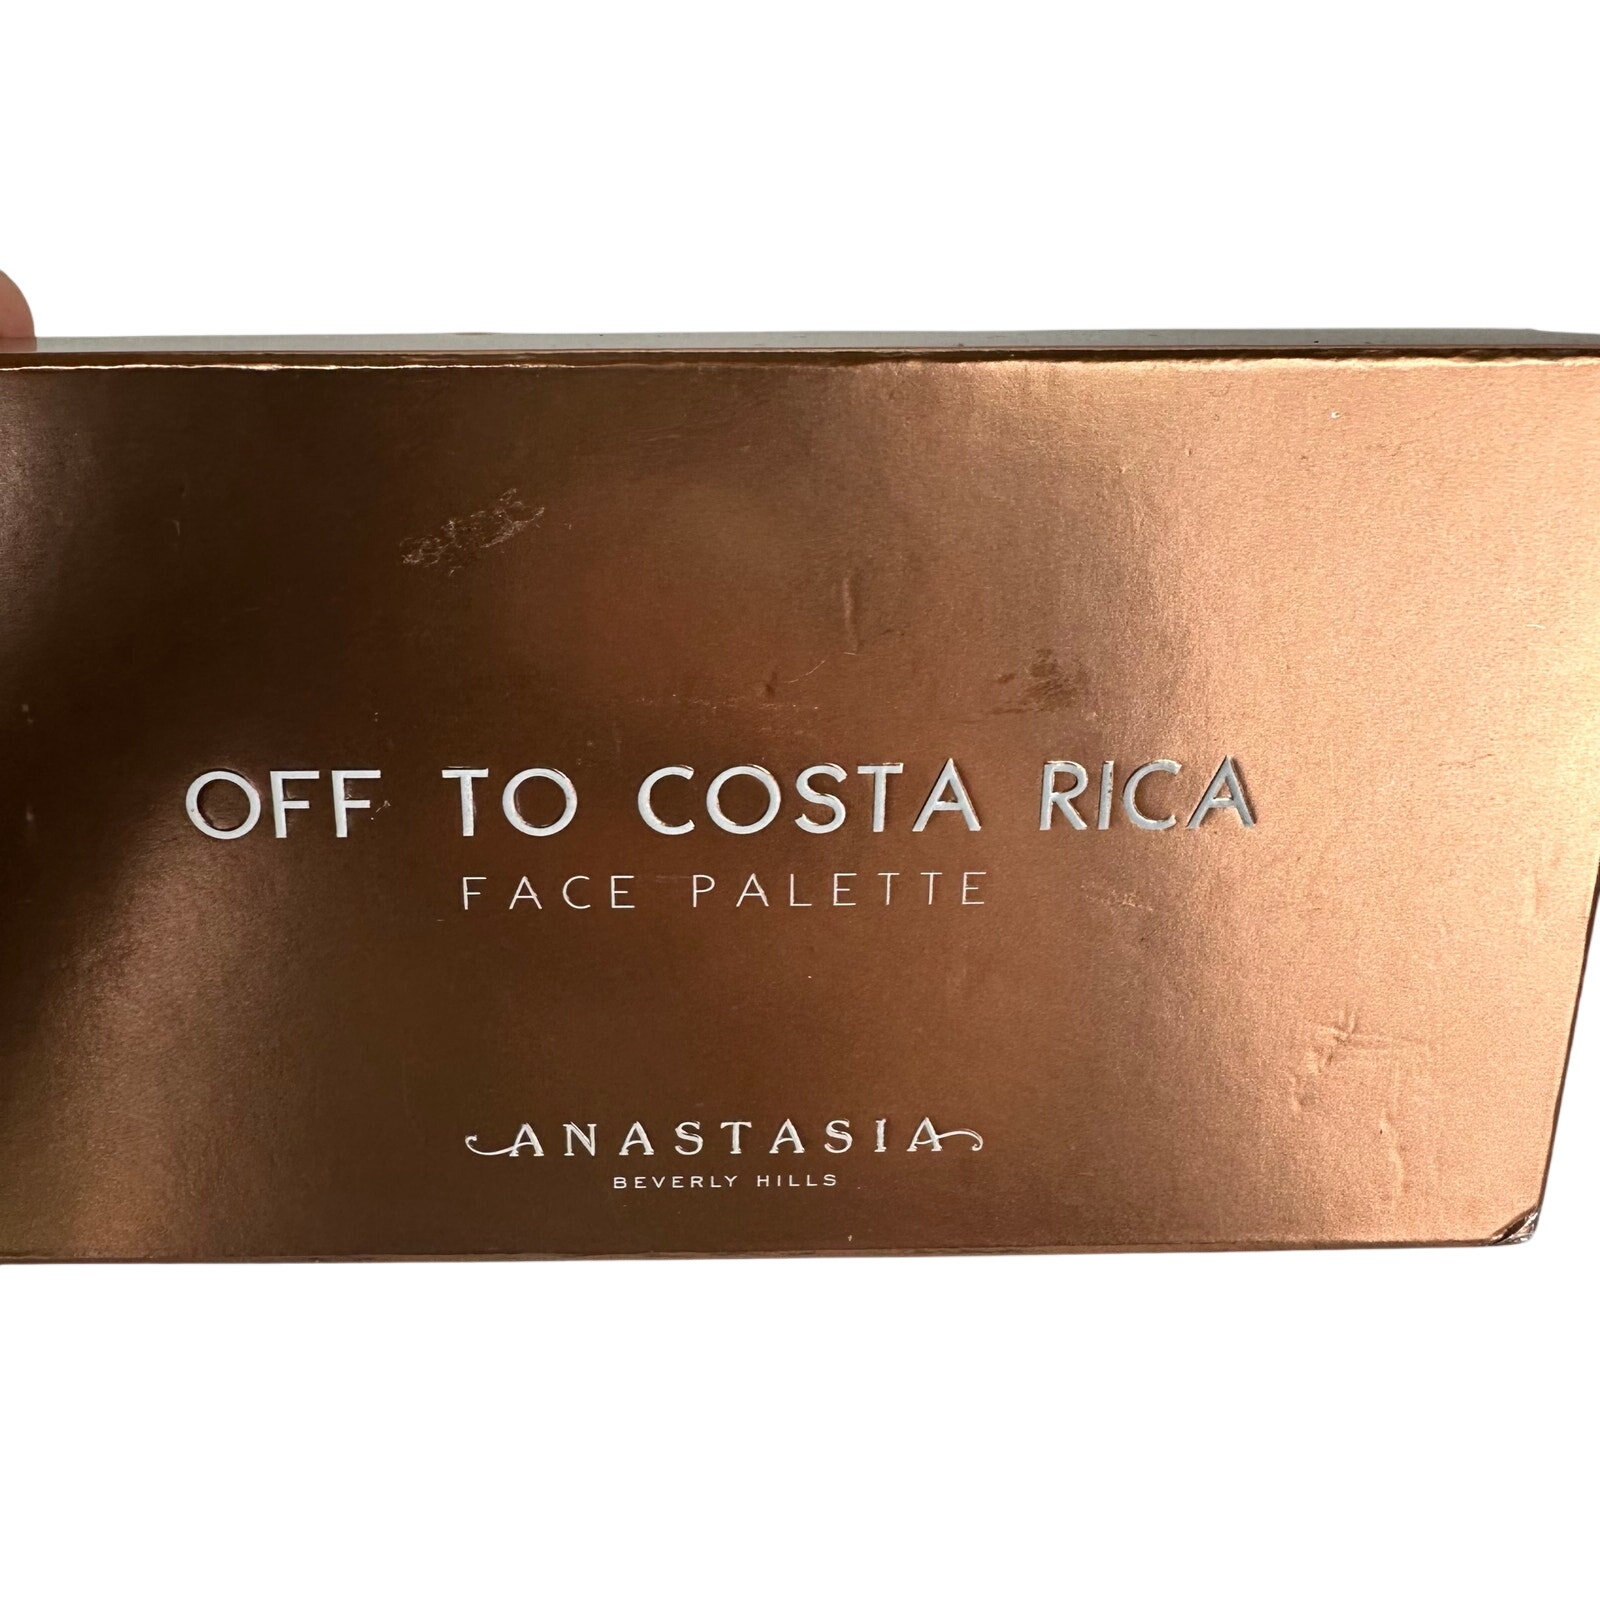 OFF TO COSTA RICA
FACE PALETTE
ANASTASIA
BEVERLY HILLS